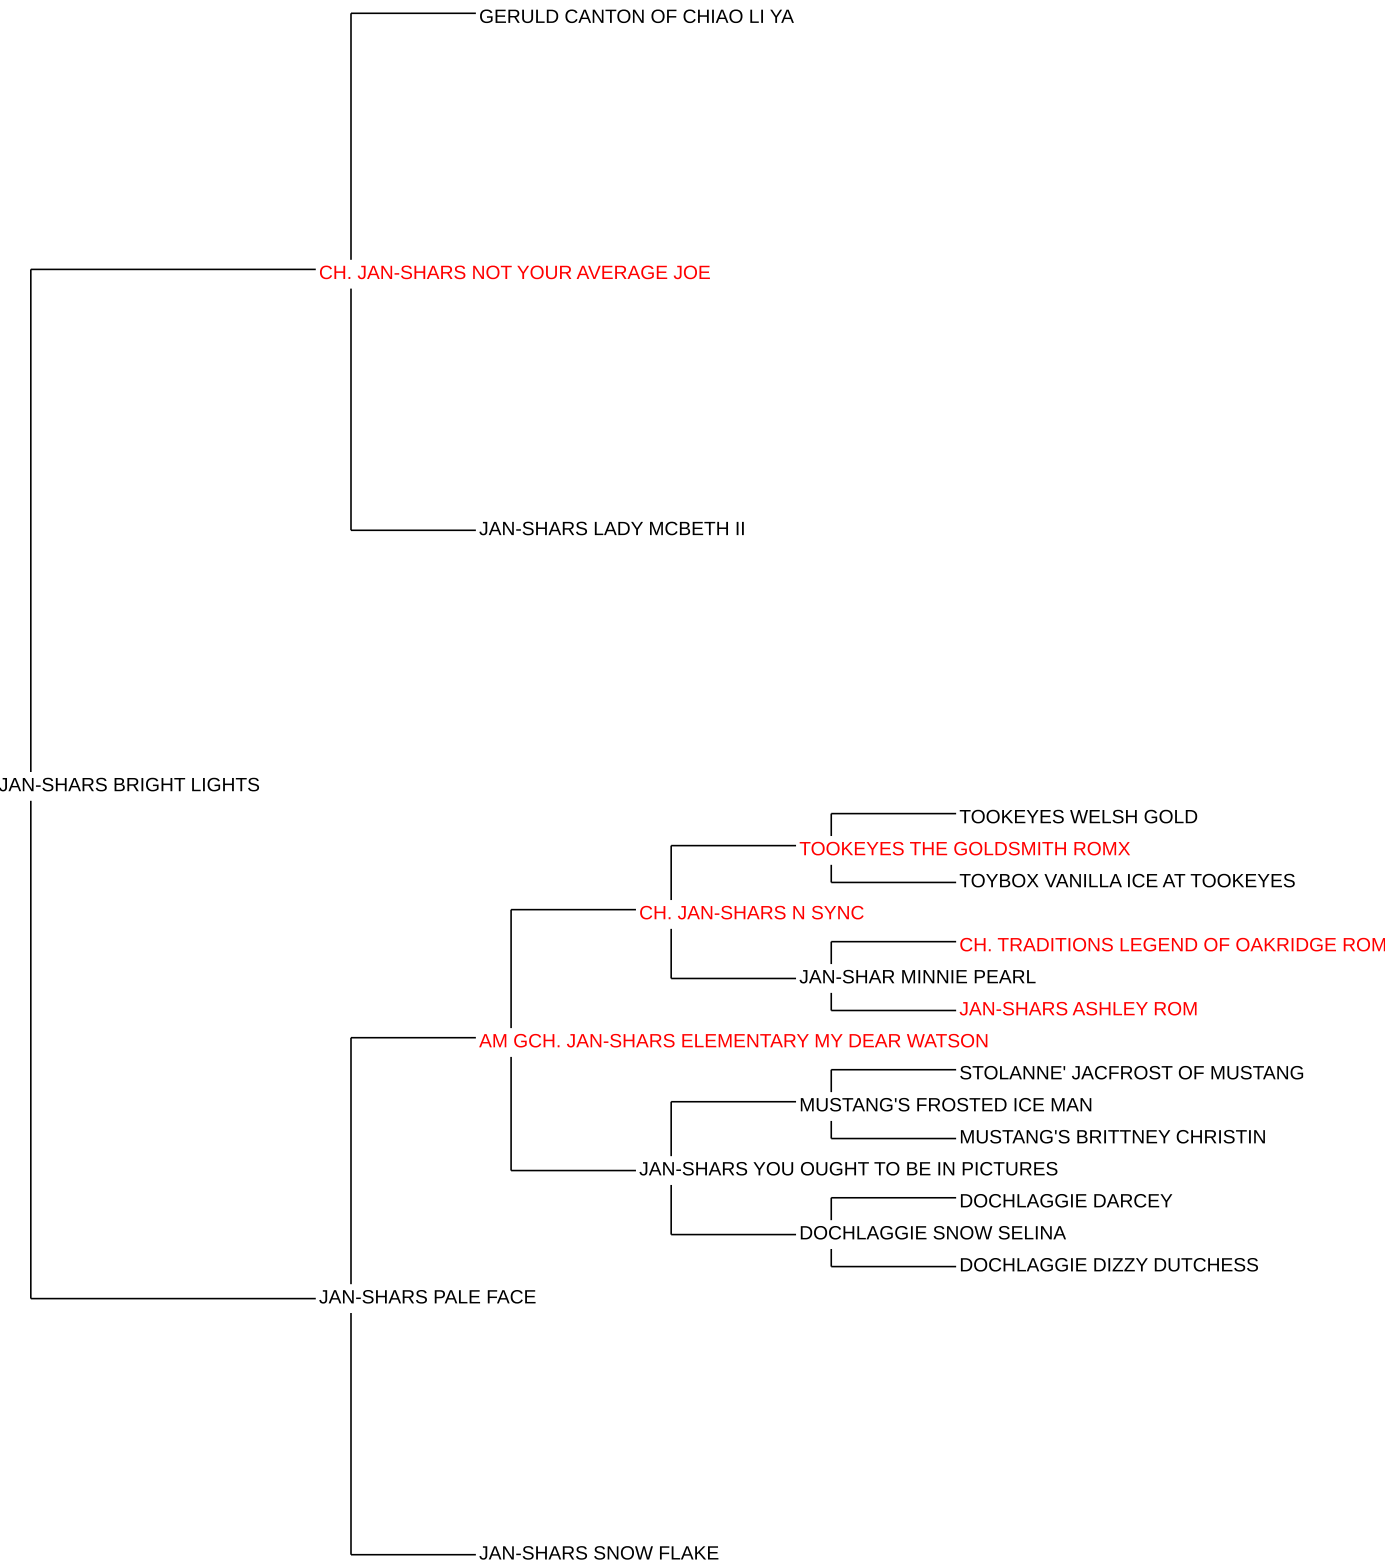 GERULD CANTON OF CHIAO LI YA
CH. JAN-SHARS NOT YOUR AVERAGE JOE
JAN-SHARS LADY MCBETH II
JAN-SHARS BRIGHT LIGHTS
TOOKEYES WELSH GOLD
TOOKEYES THE GOLDSMITH ROMX
TOYBOX VANILLA ICE AT TOOKEYES
CH. JAN-SHARS N SYNC
CH. TRADITIONS LEGEND OF OAKRIDGE ROM
JAN-SHAR MINNIE PEARL
JAN-SHARS ASHLEY ROM
AM GCH. JAN-SHARS ELEMENTARY MY DEAR WATSON
STOLANNE' JACFROST OF MUSTANG
MUSTANG'S FROSTED ICE MAN
MUSTANG'S BRITTNEY CHRISTIN
JAN-SHARS YOU OUGHT TO BE IN PICTURES
DOCHLAGGIE DARCEY
DOCHLAGGIE SNOW SELINA
DOCHLAGGIE DIZZY DUTCHESS
JAN-SHARS PALE FACE
JAN-SHARS SNOW FLAKE